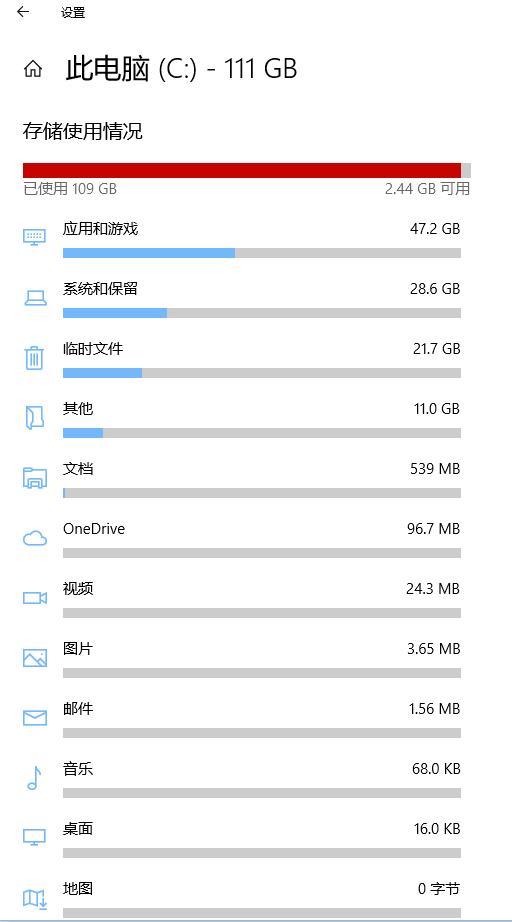 设置
此电脑 (C:) - 111 GB
存储使用情况
已使用 109 GB 2.44 GB 可用
应用和游戏 47.2 GB
系统和保留 28.6 GB
临时文件 21.7 GB
其他 11.0 GB
文档 539 MB
OneDrive 96.7 MB
视频 24.3 MB
图片 3.65 MB
邮件 1.56 MB
音乐 68.0 KB
桌面 16.0 KB
地图 0 字节